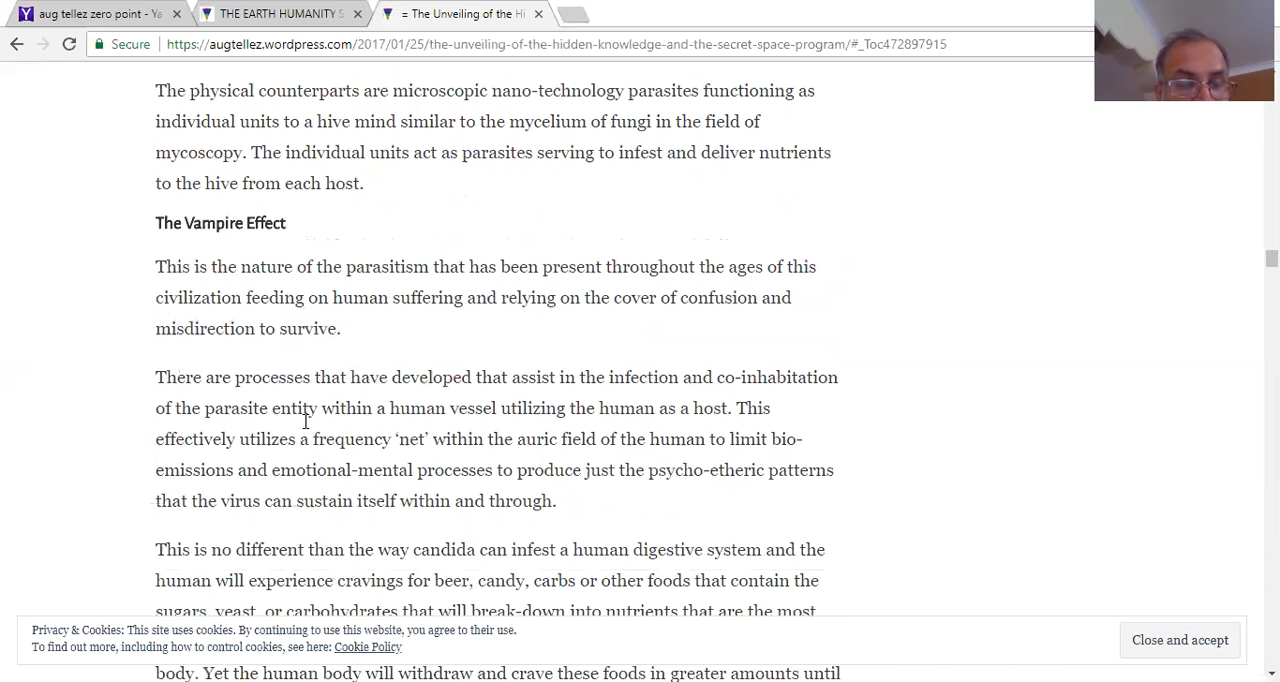 aug tellez zero point - Ya
THE EARTH HUMANITY S
= The Unveiling of the Hi
Secure
https://augtellez.wordpress.com/2017/01/25/the-unveiling-of-the-hidden-knowledge-and-the-secret-space-program/#_Toc472897915
The physical counterparts are microscopic nano-technology parasites functioning as
individual units to a hive mind similar to the mycelium of fungi in the field of
mycoscopy. The individual units act as parasites serving to infest and deliver nutrients
to the hive from each host.
The Vampire Effect
This is the nature of the parasitism that has been present throughout the ages of this
civilization feeding on human suffering and relying on the cover of confusion and
misdirection to survive.
There are processes that have developed that assist in the infection and co-inhabitation
of the parasite entity within a human vessel utilizing the human as a host. This
effectively utilizes a frequency ‘net’ within the auric field of the human to limit bio-
emissions and emotional-mental processes to produce just the psycho-etheric patterns
that the virus can sustain itself within and through.
This is no different than the way candida can infest a human digestive system and the
human will experience cravings for beer, candy, carbs or other foods that contain the
sugars, yeast, or carbohydrates that will break-down into nutrients that are the most
Privacy & Cookies: This site uses cookies. By continuing to use this website, you agree to their use.
To find out more, including how to control cookies, see here: Cookie Policy
Close and accept
body. Yet the human body will withdraw and crave these foods in greater amounts until